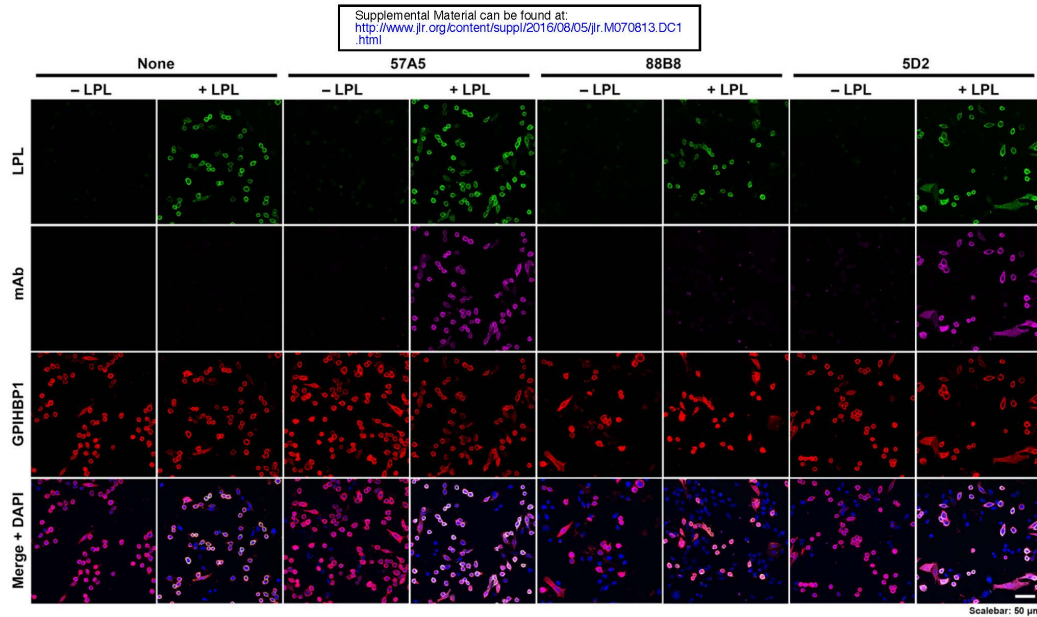 Supplemental Material can be found at:
http://www.jlr.org/content/suppl/2016/08/05/jlr.M070813.DC1
.html
None 57A5 88B8 5D2
– LPL + LPL – LPL + LPL – LPL + LPL – LPL + LPL
LPL
mAb
GPIHBP1
Merge + DAPI
Scalebar: 50 µm